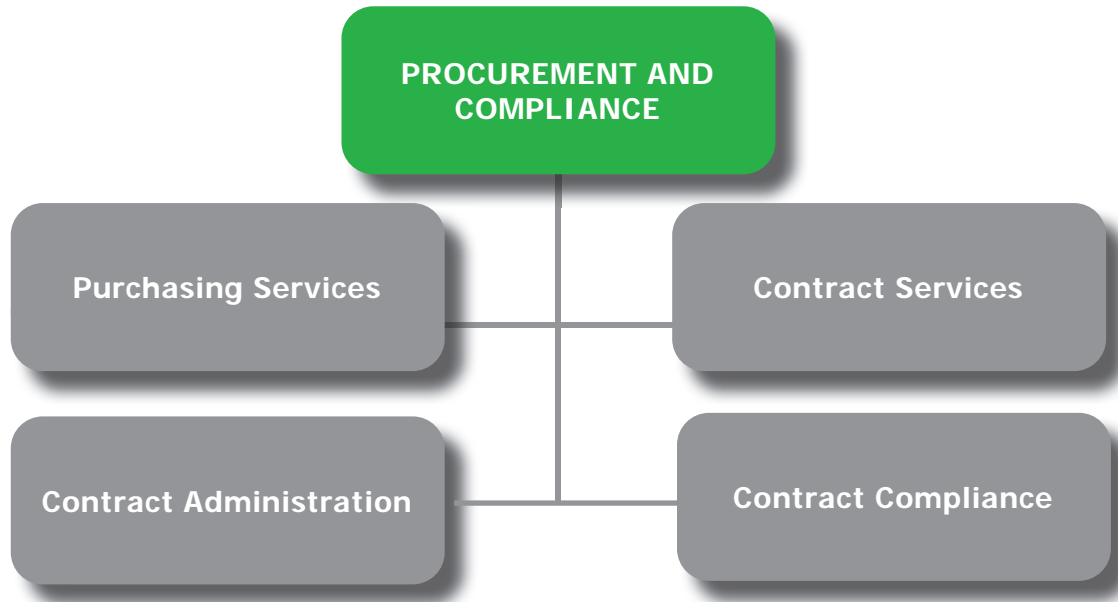 PROCUREMENT AND
COMPLIANCE
Purchasing Services
Contract Services
Contract Administration
Contract Compliance